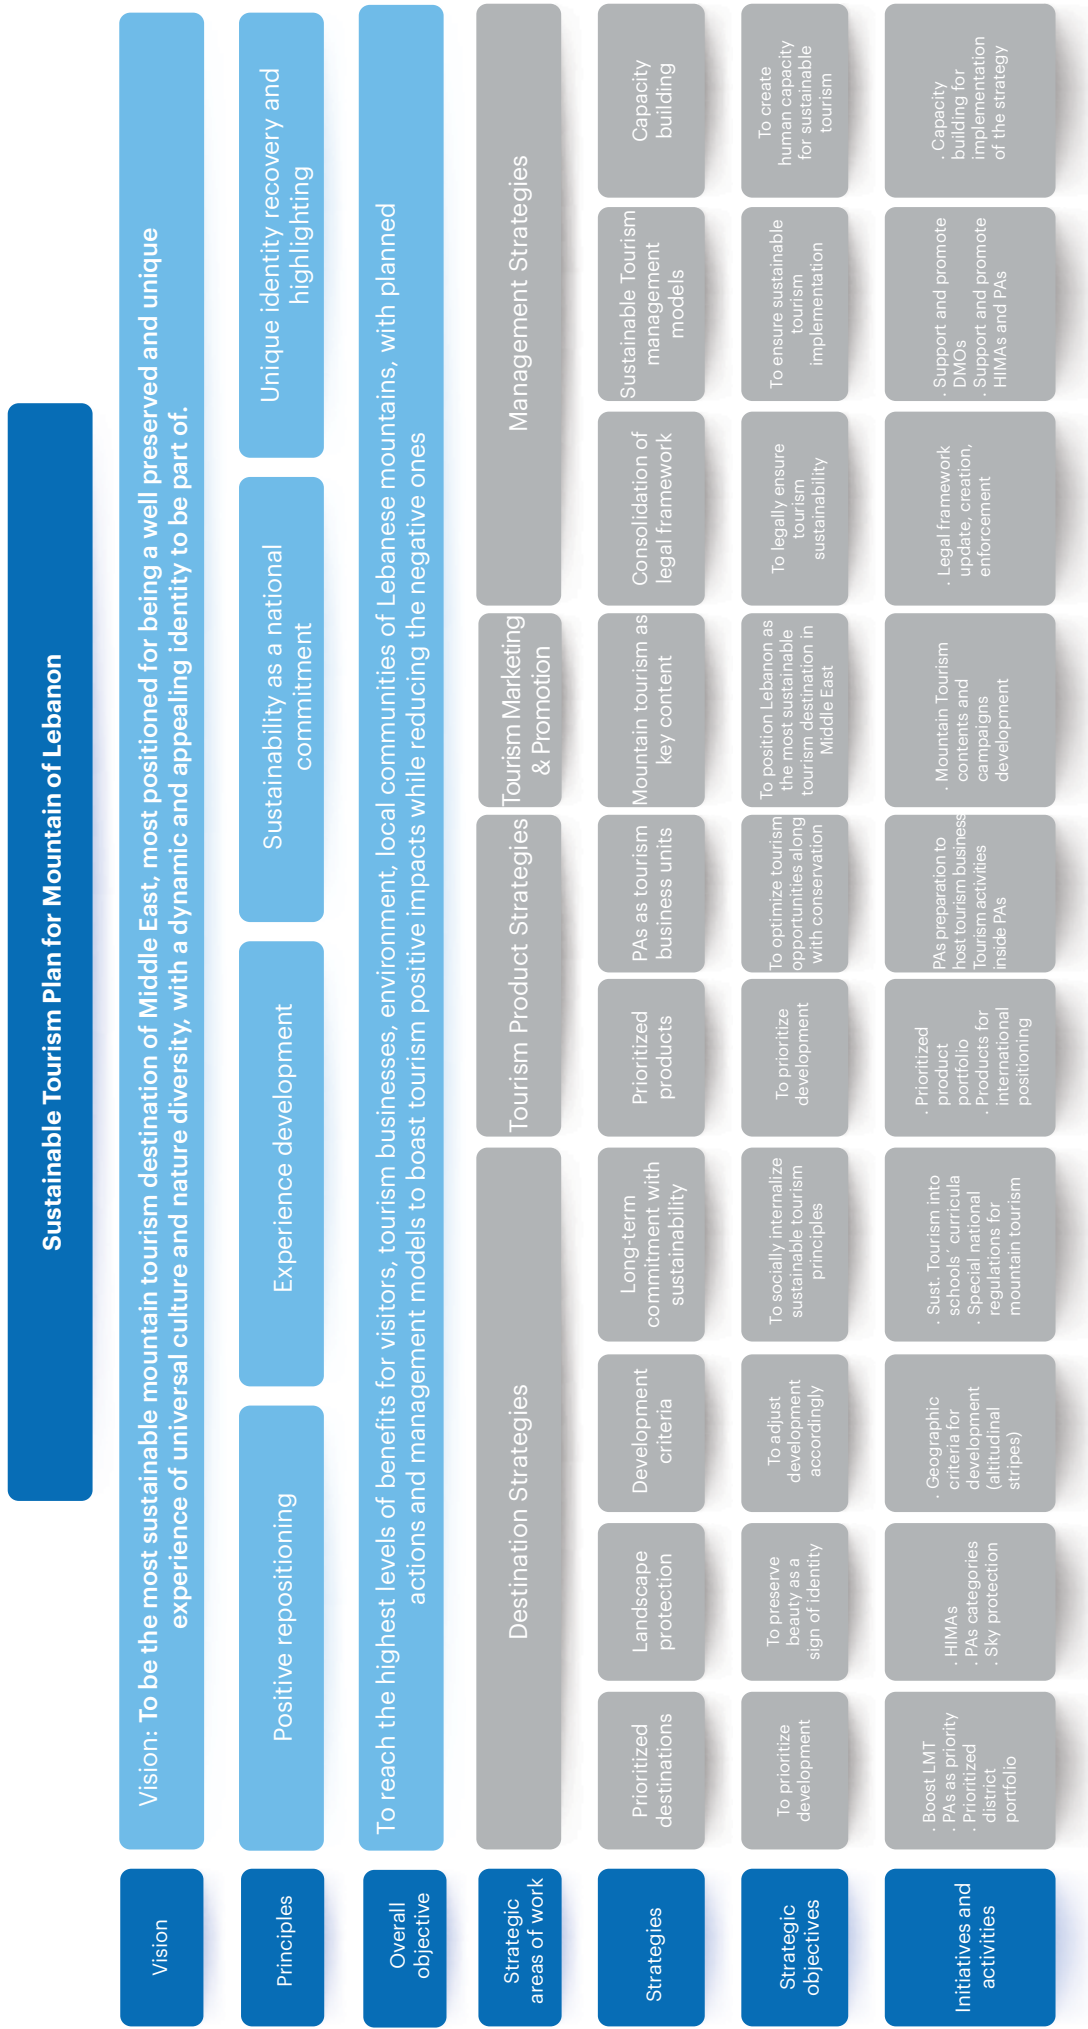 Sustainable Tourism Plan for Mountain of Lebanon
Vision
Vision: To be the most sustainable mountain tourism destination of Middle East, most positioned for being a well preserved and unique
experience of universal culture and nature diversity, with a dynamic and appealing identity to be part of.
Principles
Positive repositioning
Experience development
Sustainability as a national
commitment
Unique identity recovery and
highlighting
Overall
objective
To reach the highest levels of benefits for visitors, tourism businesses, environment, local communities of Lebanese mountains, with planned
actions and management models to boast tourism positive impacts while reducing the negative ones
Strategic
areas of work
Destination Strategies
Tourism Product Strategies
Tourism Marketing
& Promotion
Management Strategies
Strategies
Prioritized
destinations
Landscape
protection
Development
criteria
Long-term
commitment with
sustainability
Prioritized
products
PAs as tourism
business units
Mountain tourism as
key content
Consolidation of
legal framework
Sustainable Tourism
management
models
Capacity
building
Strategic
objectives
To prioritize
development
To preserve
beauty as a
sign of identity
To adjust
development
accordingly
To socially internalize
sustainable tourism
principles
To prioritize
development
To optimize tourism
opportunities along
with conservation
To position Lebanon as
the most sustainable
tourism destination in
Middle East
To legally ensure
tourism
sustainability
To ensure sustainable
tourism
implementation
To create
human capacity
for sustainable
tourism
Initiatives and
activities
. Boost LMT
. PAs as priority
. Prioritized
district
portfolio
. HIMAs
. PAs categories
. Sky protection
. Geographic
criteria for
development
(altitudinal
stripes)
. Sust. Tourism into
schools´ curricula
. Special national
regulations for
mountain tourism
. Prioritized
product
portfolio
. Products for
international
positioning
PAs preparation to
host tourism business
Tourism activities
inside PAs
. Mountain Tourism
contents and
campaigns
development
. Legal framework
update, creation,
enforcement
. Support and promote
DMOs
. Support and promote
HIMAs and PAs
. Capacity
building for
implementation
of the strategy